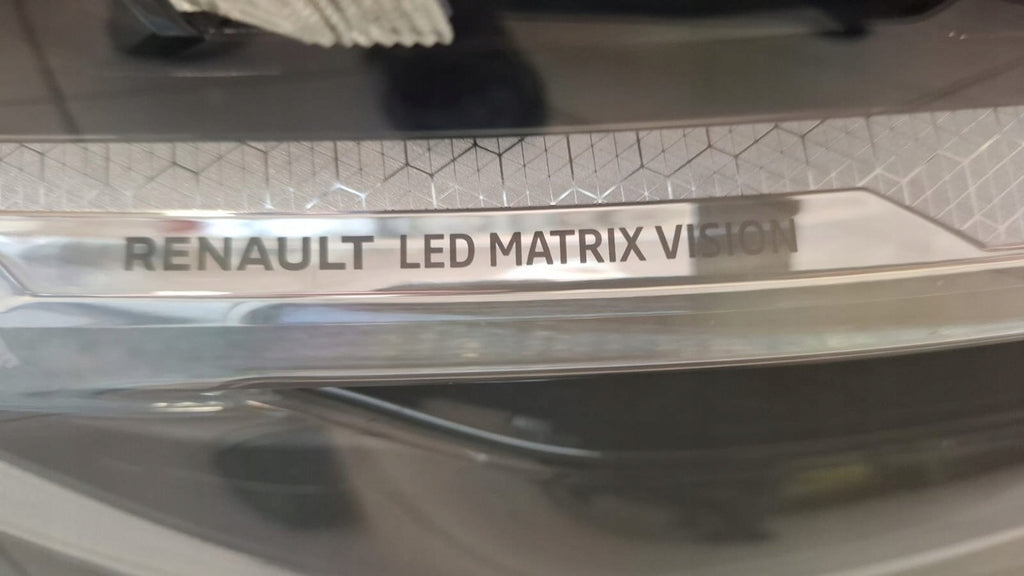 RENAULT LED MATRIX VISION